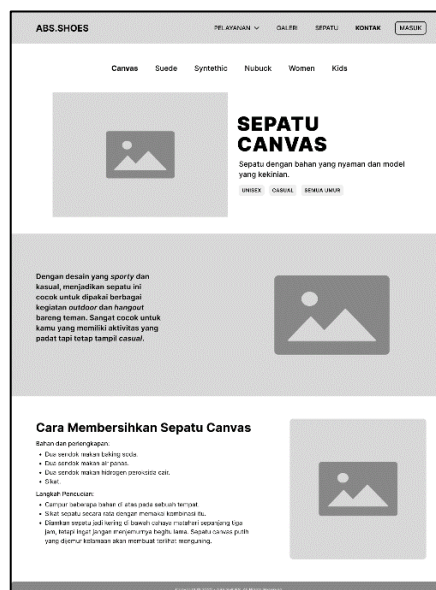 ABS.SHOES
PELAYANAN
GALERI
SEPATU
KONTAK
MASUK
Canvas
Suede
Synthetic
Nubuck
Women
Kids
SEPATU
CANVAS
Sepatu dengan bahan yang nyaman dan model
yang kekinian.
UNISEX
CASUAL
SEMUA UMUR
Dengan desain yang sporty dan
kasual, menjadikan sepatu ini
cocok untuk dipakai berbagai
kegiatan outdoor dan hangout
bareng teman. Sangat cocok untuk
kamu yang memiliki aktivitas yang
padat tapi tetap tampil casual.
Cara Membersihkan Sepatu Canvas
Bahan dan perlengkapan:
Dua sendok makan baking soda.
Dua sendok makan air panas.
Dua sendok makan hidrogen peroksida cair.
Sikat.
Langkah Pencucian:
Campur beberapa bahan di atas pada sebuah tempat.
Sikat sepatu secara rata dengan memakai kombinasi itu.
Diamkan sepatu jadi kering di bawah cahaya matahari sepanjang tiga
jam, tetapi ingat jangan menjemurnya begitu lama. Sepatu canvas putih
yang dijemur kelamaan akan membuat terlihat menguning.